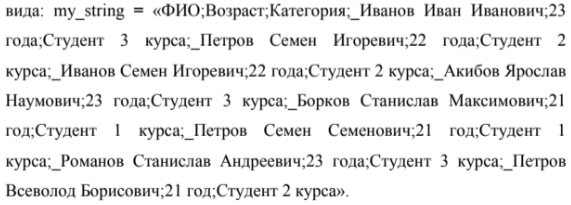 вида: my_string = «ФИО;Возраст;Категория;_Иванов Иван Иванович;23
года;Студент 3 курса;_Петров Семен Игоревич;22 года;Студент 2
курса;_Иванов Семен Игоревич;22 года;Студент 2 курса;_Акибов Ярослав
Наумович;23 года;Студент 3 курса;_Борков Станислав Максимович;21
год;Студент 1 курса;_Петров Семен Семенович;21 год;Студент 1
курса;_Романов Станислав Андреевич;23 года;Студент 3 курса;_Петров
Всеволод Борисович;21 год;Студент 2 курса».